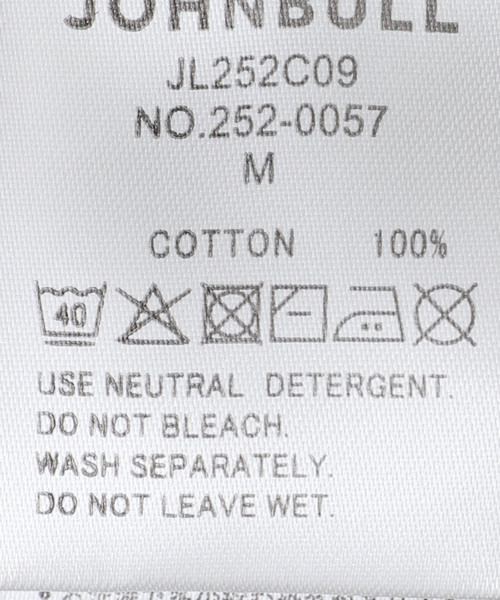 JOHNBULL
JL252C09
NO.252-0057
M
COTTON 100%
40
USE NEUTRAL DETERGENT.
DO NOT BLEACH.
WASH SEPARATELY.
DO NOT LEAVE WET.